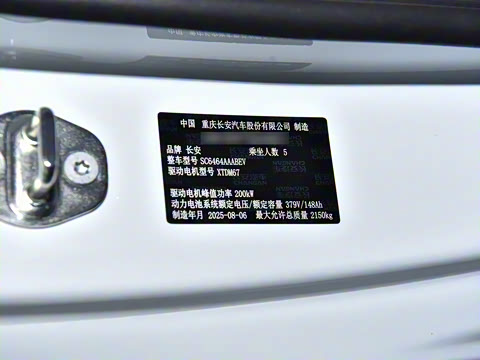 中国 重庆长安汽车股份有限公司 制造
品牌 长安 乘坐人数 5
整车型号 SC6464AAABEV
驱动电机型号 XTDM67
驱动电机峰值功率 200kW
动力电池系统额定电压/额定容量 379V/148Ah
制造年月 2025-08-06 最大允许总质量 2150kg